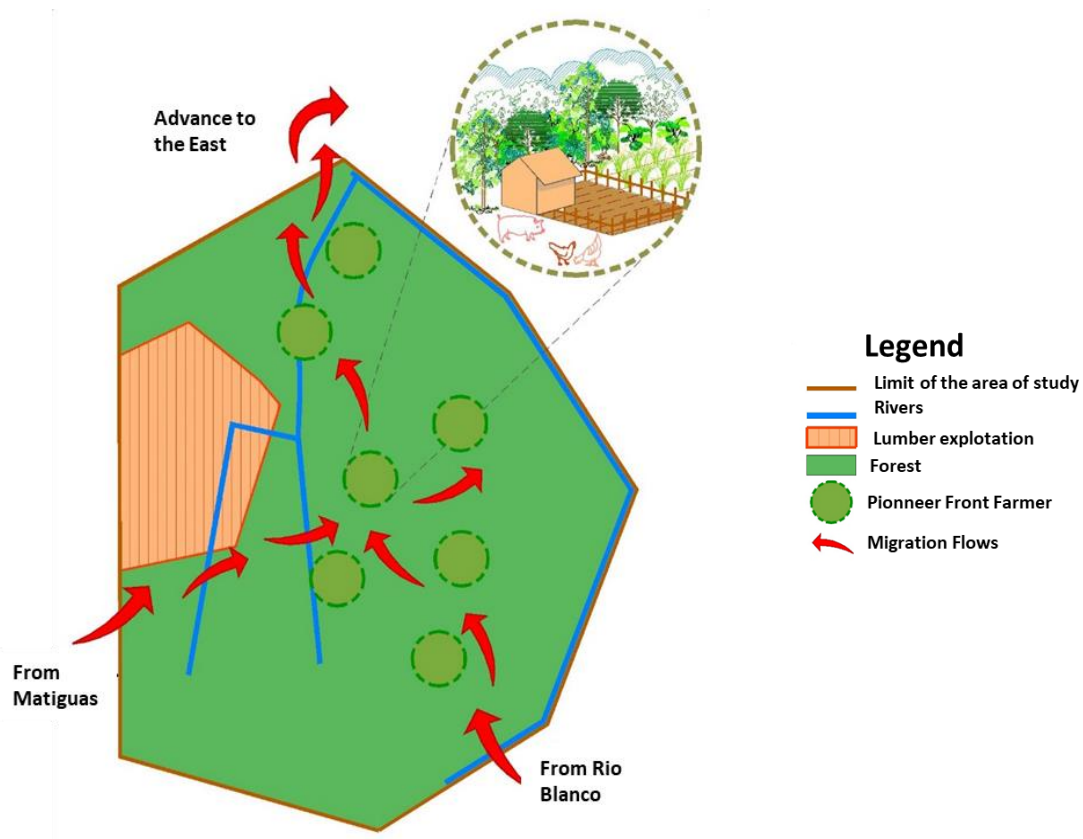 Advance to
the East
From
Matiguas
From Rio
Blanco
Legend
Limit of the area of study
Rivers
Lumber explotation
Forest
Pionneer Front Farmer
Migration Flows